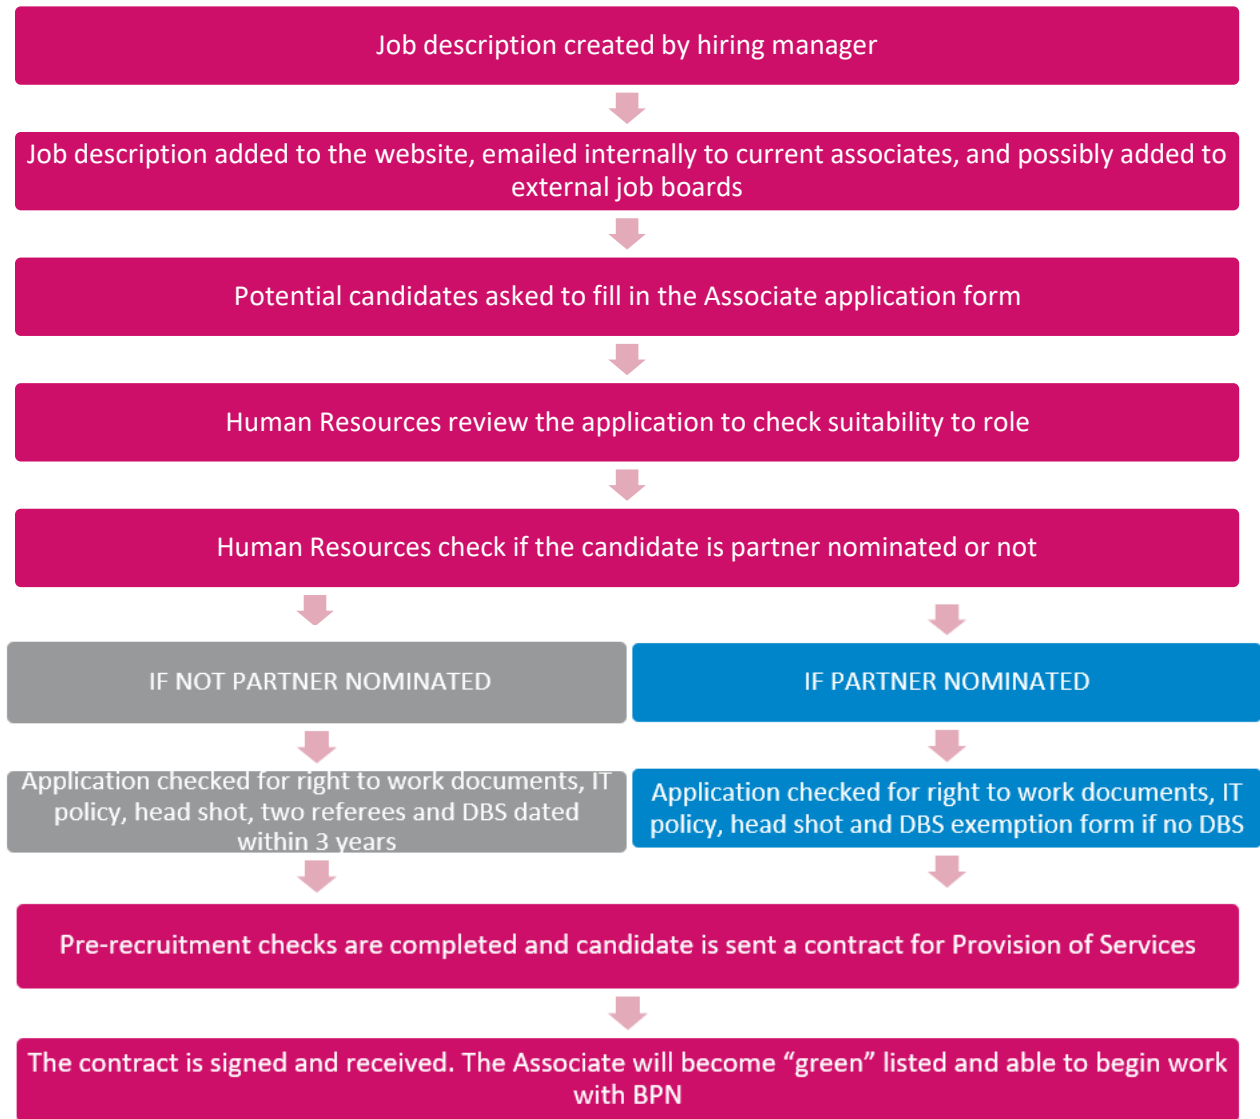 Job description created by hiring manager
Job description added to the website, emailed internally to current associates, and possibly added to
external job boards
Potential candidates asked to fill in the Associate application form
Human Resources review the application to check suitability to role
Human Resources check if the candidate is partner nominated or not
IF NOT PARTNER NOMINATED
Application checked for right to work documents, IT
policy, head shot, two referees and DBS dated
within 3 years
IF PARTNER NOMINATED
Application checked for right to work documents, IT
policy, head shot and DBS exemption form if no DBS
Pre-recruitment checks are completed and candidate is sent a contract for Provision of Services
The contract is signed and received. The Associate will become “green” listed and able to begin work
with BPN